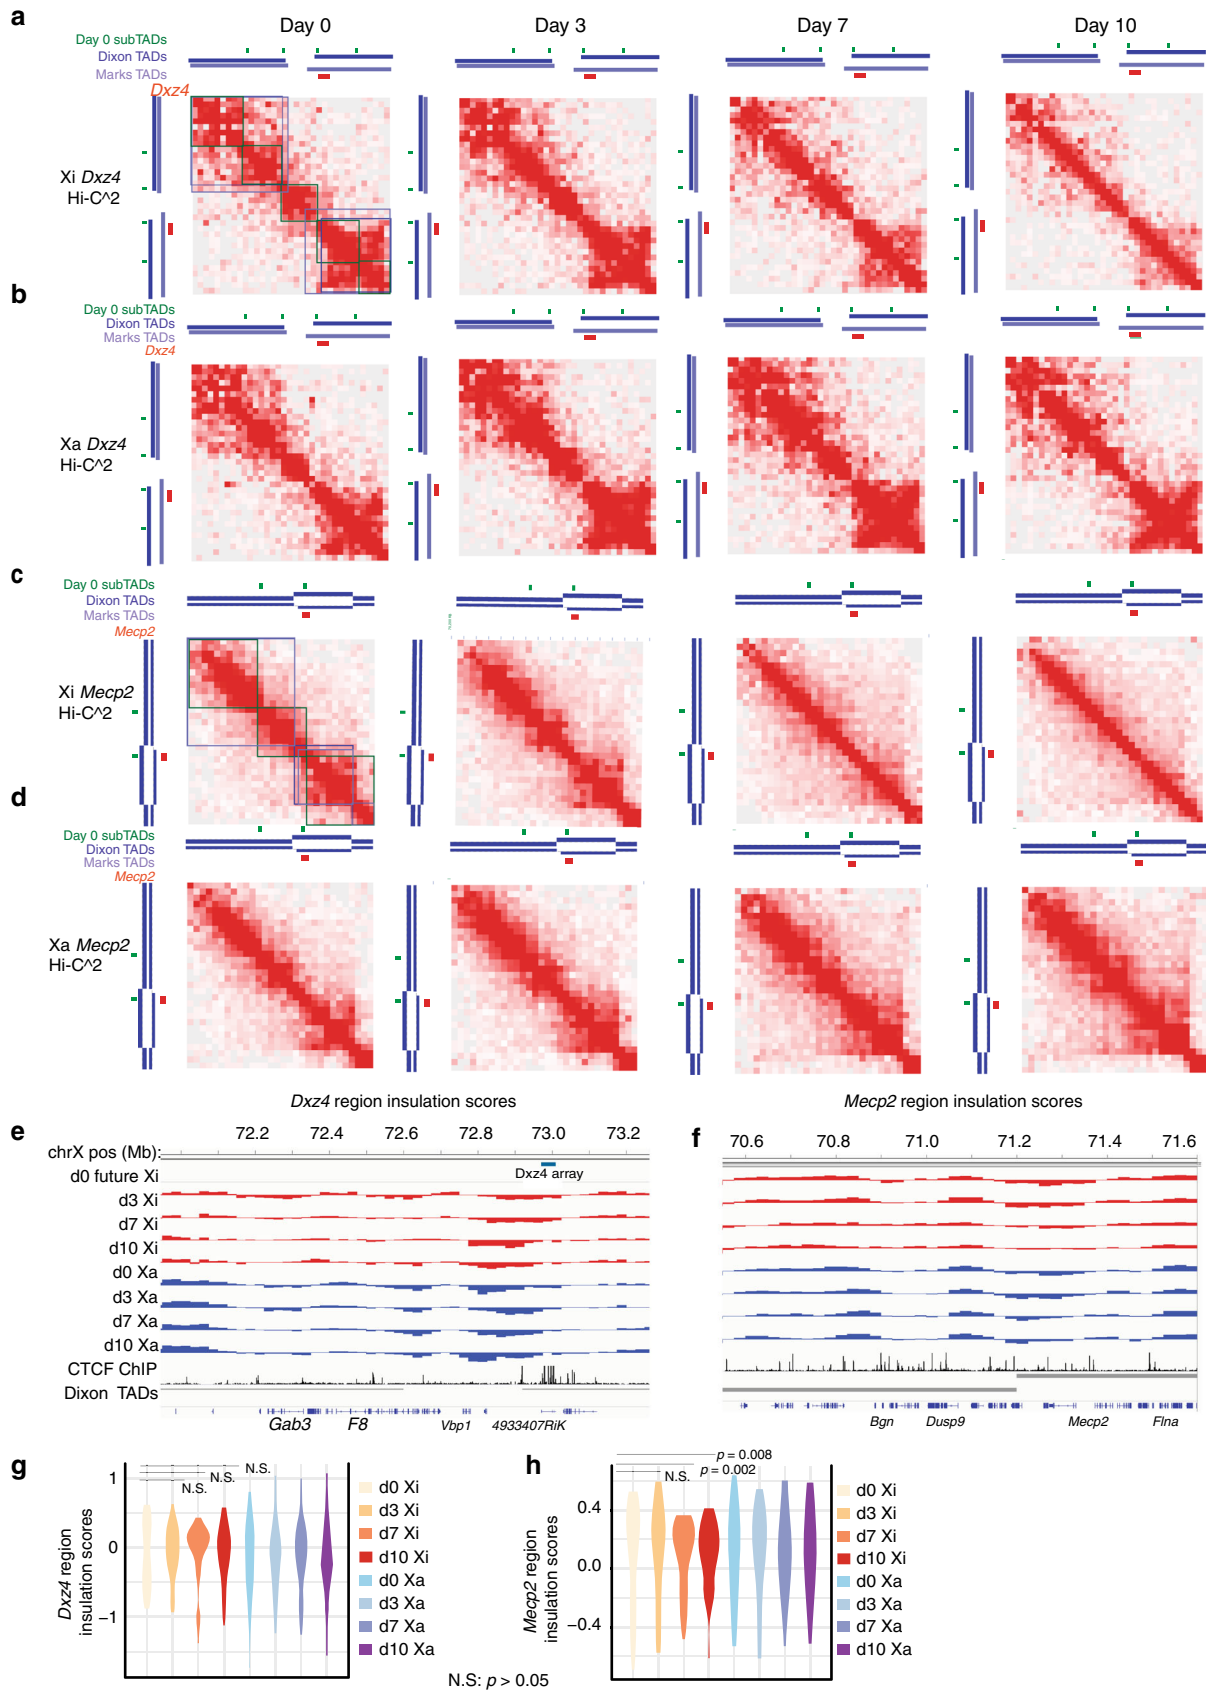 a
Day 0
Day 3
Day 7
Day 10
Day 0 subTADs
Dixon TADs
Marks TADs
Dxz4
Xi Dxz4
Hi-C^2
b
Day 0 subTADs
Dixon TADs
Marks TADs
Dxz4
Xa Dxz4
Hi-C^2
c
Day 0 subTADs
Dixon TADs
Marks TADs
Mecp2
Xi Mecp2
Hi-C^2
d
Day 0 subTADs
Dixon TADs
Marks TADs
Mecp2
Xa Mecp2
Hi-C^2
Dxz4 region insulation scores
Mecp2 region insulation scores
e
72.2 72.4 72.6 72.8 73.0 73.2
chrX pos (Mb):
Dxz4 array
d0 future Xi
d3 Xi
d7 Xi
d10 Xi
d0 Xa
d3 Xa
d7 Xa
d10 Xa
CTCF ChIP
Dixon TADs
Gab3 F8 Vbp1 4933407RiK
f
70.6 70.8 71.0 71.2 71.4 71.6
Bgn Dusp9 Mecp2 Flna
g
N.S.
N.S.
N.S.
1
0
−1
Dxz4 region
insulation scores
d0 Xi
d3 Xi
d7 Xi
d10 Xi
d0 Xa
d3 Xa
d7 Xa
d10 Xa
h
p = 0.008
p = 0.002
N.S.
0.4
0.0
−0.4
Mecp2 region
insulation scores
d0 Xi
d3 Xi
d7 Xi
d10 Xi
d0 Xa
d3 Xa
d7 Xa
d10 Xa
N.S: p > 0.05